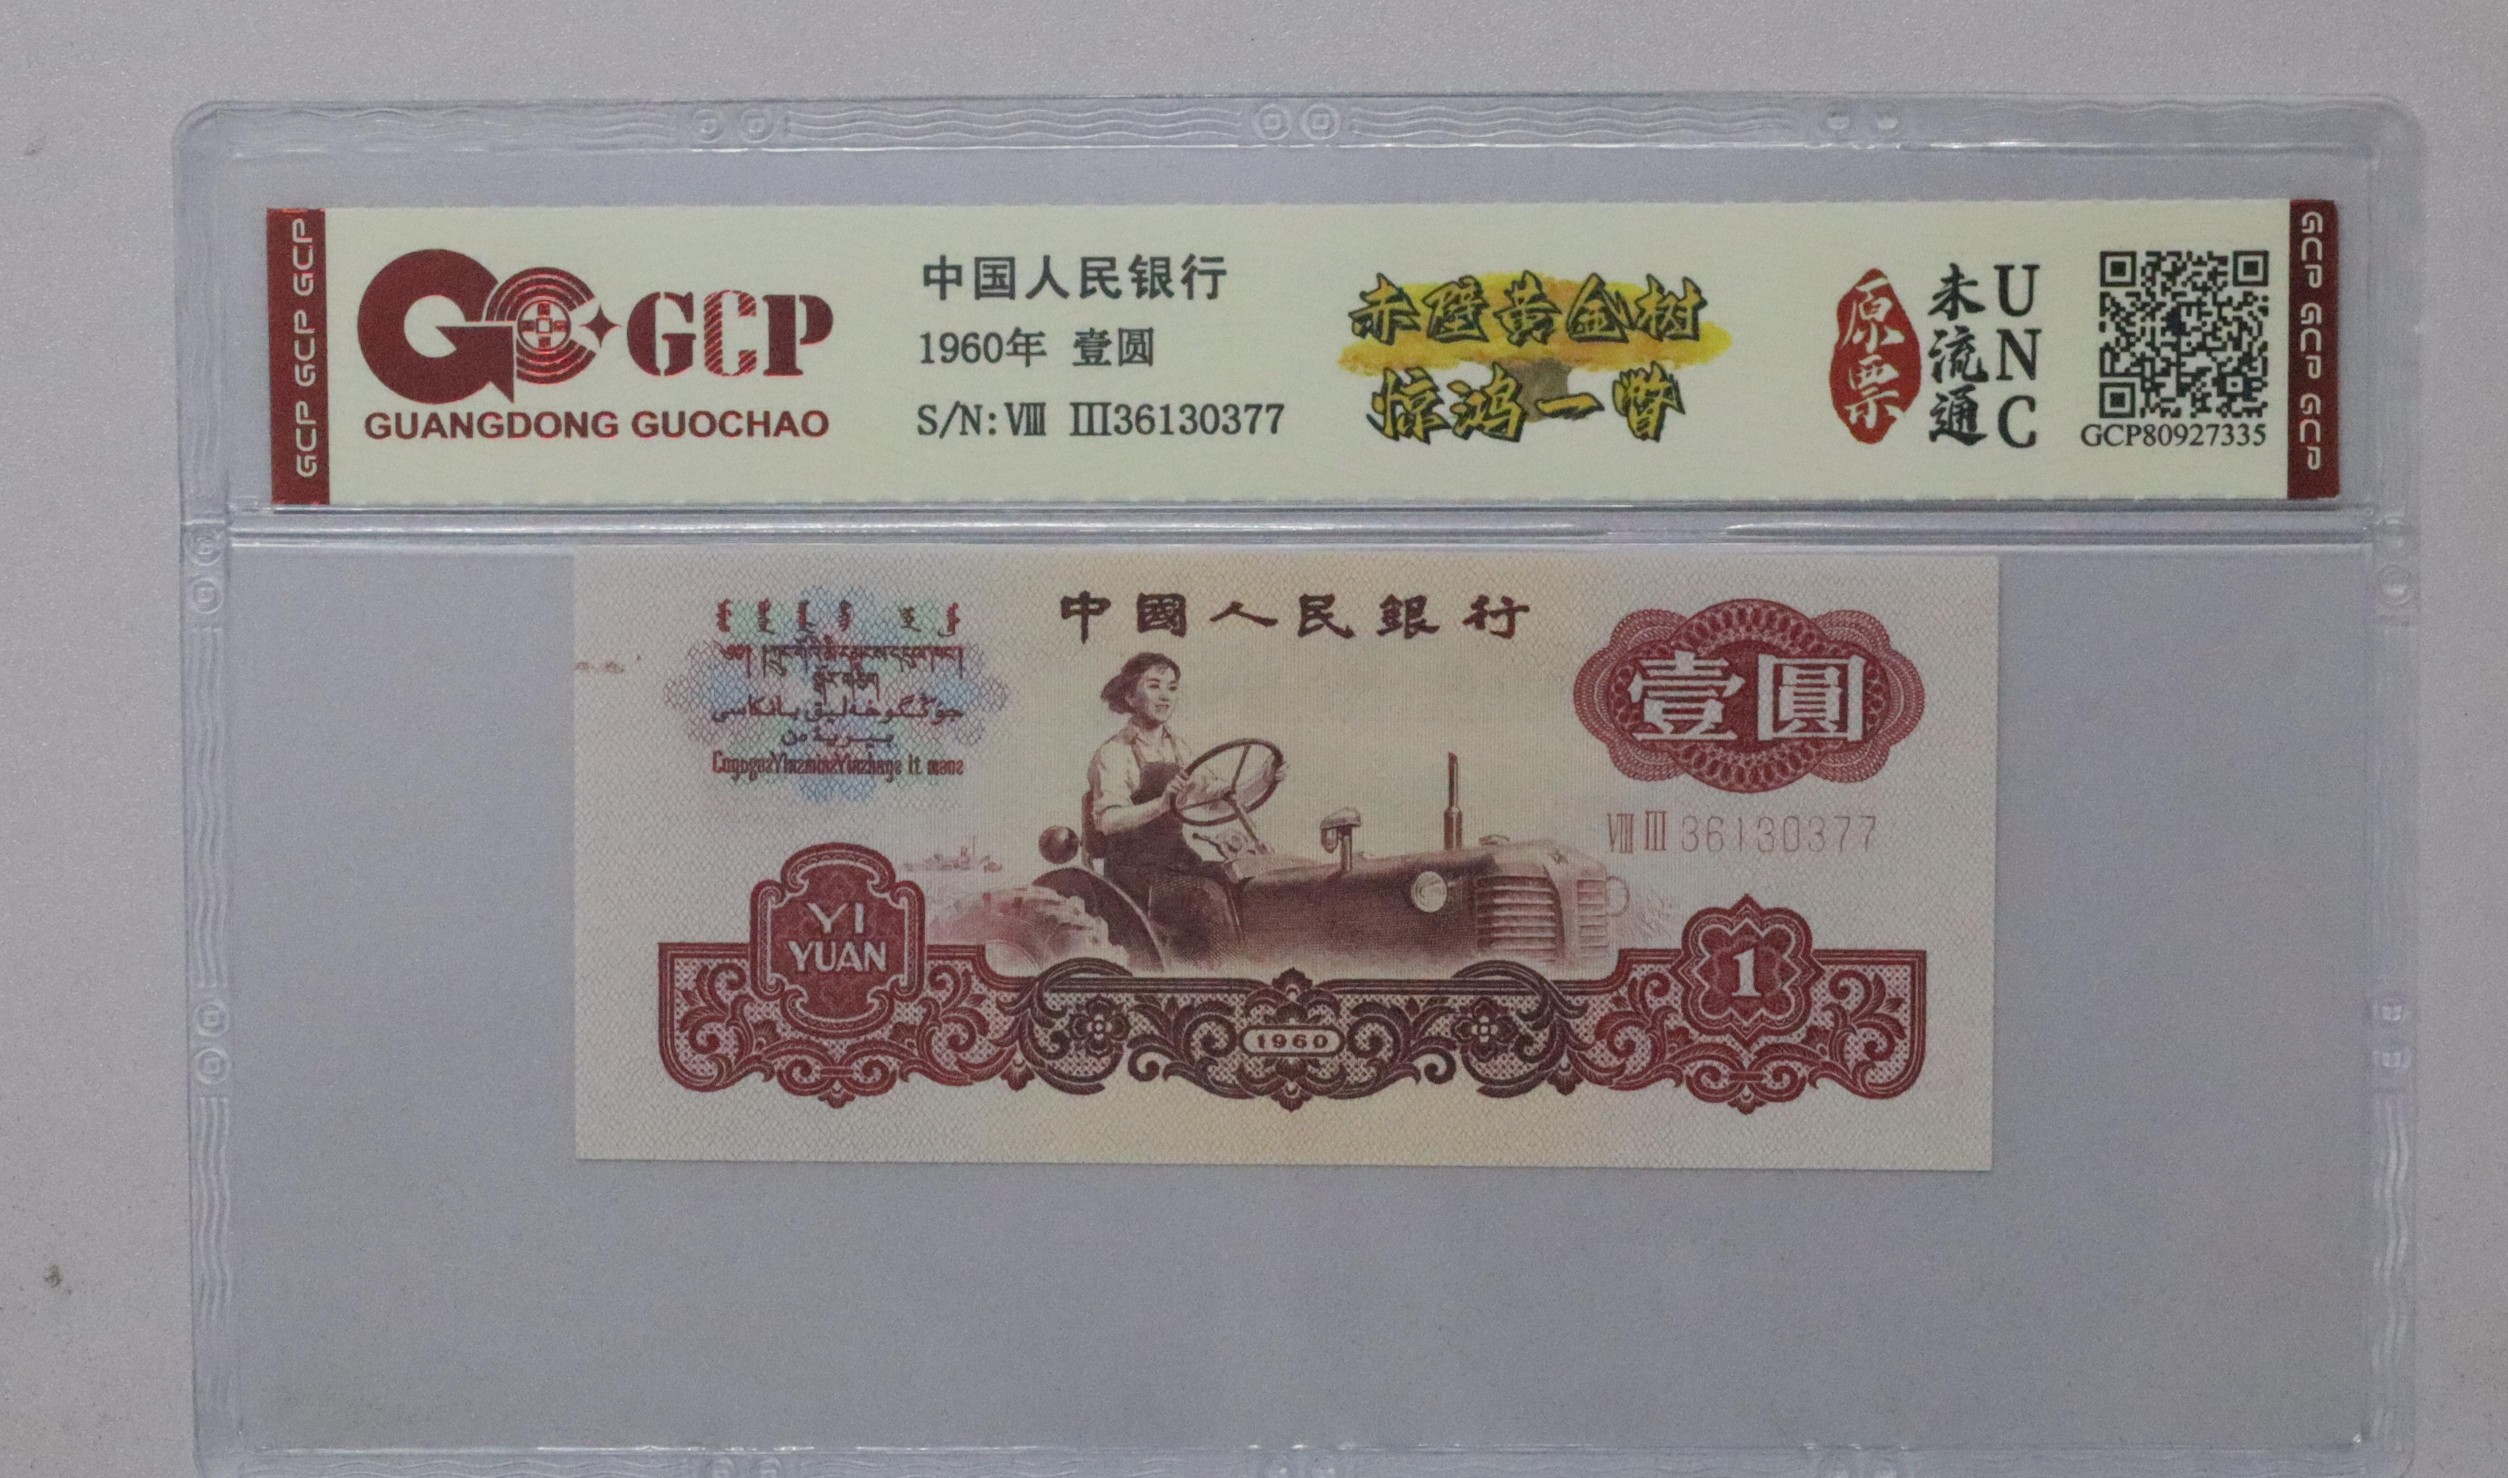 GCP GCP GCP
GCP
GUANGDONG GUOCHAO
中国人民银行
1960年 壹圆
S/N: Ⅷ Ⅲ36130377
赤壁黄金树
惊鸿一瞥
原票
未流通
UNC
GCP80927335
GCP GCP GCP
中國人民銀行
壹圓
Ⅷ Ⅲ 36130377
YI
YUAN
1960
1